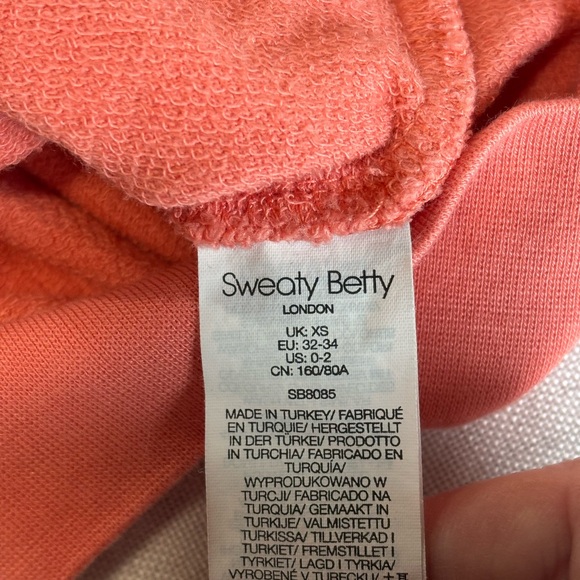 Sweaty Betty
LONDON
UK: XS
EU: 32-34
US: 0-2
CN: 160/80A
SB8085
MADE IN TURKEY/ FABRIQUÉ
EN TURQUIE/ HERGESTELLT
IN DER TÜRKEI/ PRODOTTO
IN TURCHIA/ FABRICADO EN
TURQUÍA/
WYPRODUKOWANO W
TURCJI/ FABRICADO NA
TURQUIA/ GEMAAKT IN
TURKIJE/ VALMISTETTU
TURKISSA/ TILLVERKAD I
TURKIET/ FREMSTILLET I
TYRKIET/ LAGD I TYRKIA/
VYROBENÉ V TURECKU/